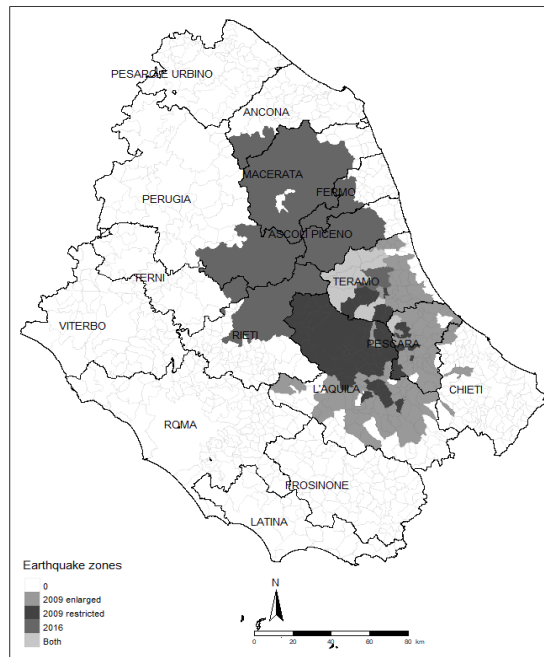 PESARO E URBINO
ANCONA
MACERATA
FERMO
PERUGIA
ASCOLI PICENO
TERNI
TERAMO
VITERBO
RIETI
PESCARA
L'AQUILA
CHIETI
ROMA
FROSINONE
LATINA
Earthquake zones
0
2009 enlarged
2009 restricted
2016
Both
N
0 20 40 60 80 km